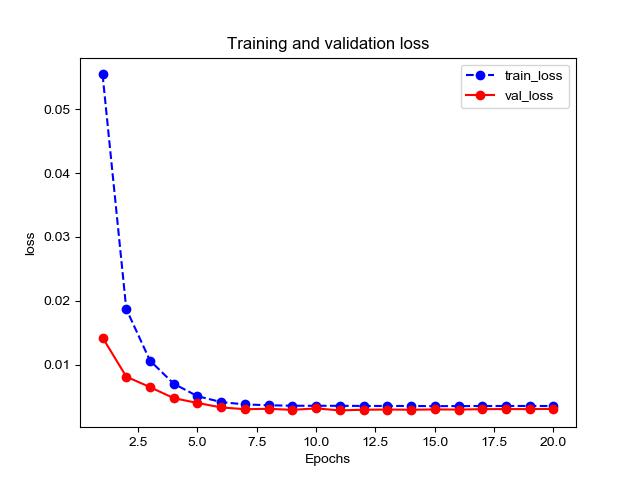 Training and validation loss
train_loss
val_loss
0.05
0.04
0.03
0.02
0.01
loss
2.5 5.0 7.5 10.0 12.5 15.0 17.5 20.0
Epochs